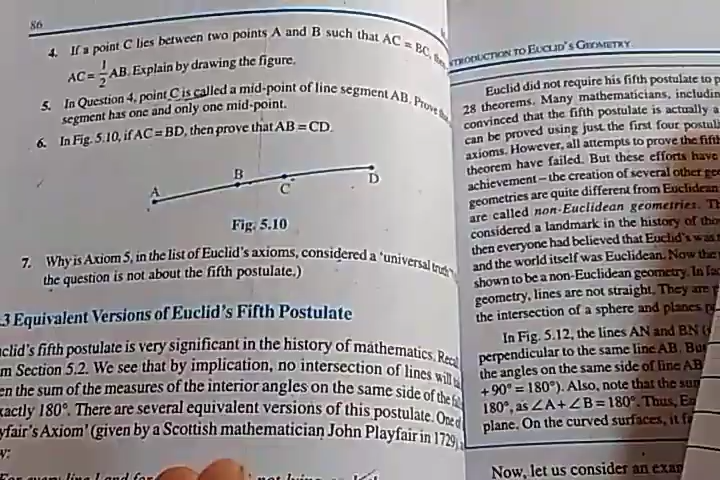 86
4. If a point C lies between two points A and B such that AC = BC,
AC = 1/2 AB. Explain by drawing the figure.
5. In Question 4, point C is called a mid-point of line segment AB. Prove
segment has one and only one mid-point.
6. In Fig. 5.10, if AC = BD, then prove that AB = CD.
A B C D
Fig. 5.10
7. Why is Axiom 5, in the list of Euclid's axioms, considered a 'universal truth'
the question is not about the fifth postulate.)
.3 Equivalent Versions of Euclid's Fifth Postulate
clid's fifth postulate is very significant in the history of mathematics.
m Section 5.2. We see that by implication, no intersection of lines will
en the sum of the measures of the interior angles on the same side of the
xactly 180°. There are several equivalent versions of this postulate. One
yfair's Axiom' (given by a Scottish mathematician John Playfair in 1729)
w:
TRODUCTION TO EUCLID'S GEOMETRY
Euclid did not require his fifth postulate to
28 theorems. Many mathematicians,
convinced that the fifth postulate is actually a
can be proved using just the first four
axioms. However, all attempts to prove the fifth
theorem have failed. But these efforts have
achievement – the creation of several other
geometries are quite different from Euclidean
are called non-Euclidean geometries.
considered a landmark in the history of
then everyone had believed that Euclid's was
and the world itself was Euclidean. Now the
shown to be a non-Euclidean geometry. In
geometry, lines are not straight. They are
the intersection of a sphere and planes
In Fig. 5.12, the lines AN and BN
perpendicular to the same line AB. But
the angles on the same side of line AB
+ 90° = 180°). Also, note that the sum
180°, as ∠A + ∠B = 180°. Thus,
plane. On the curved surfaces, it
Now, let us consider an